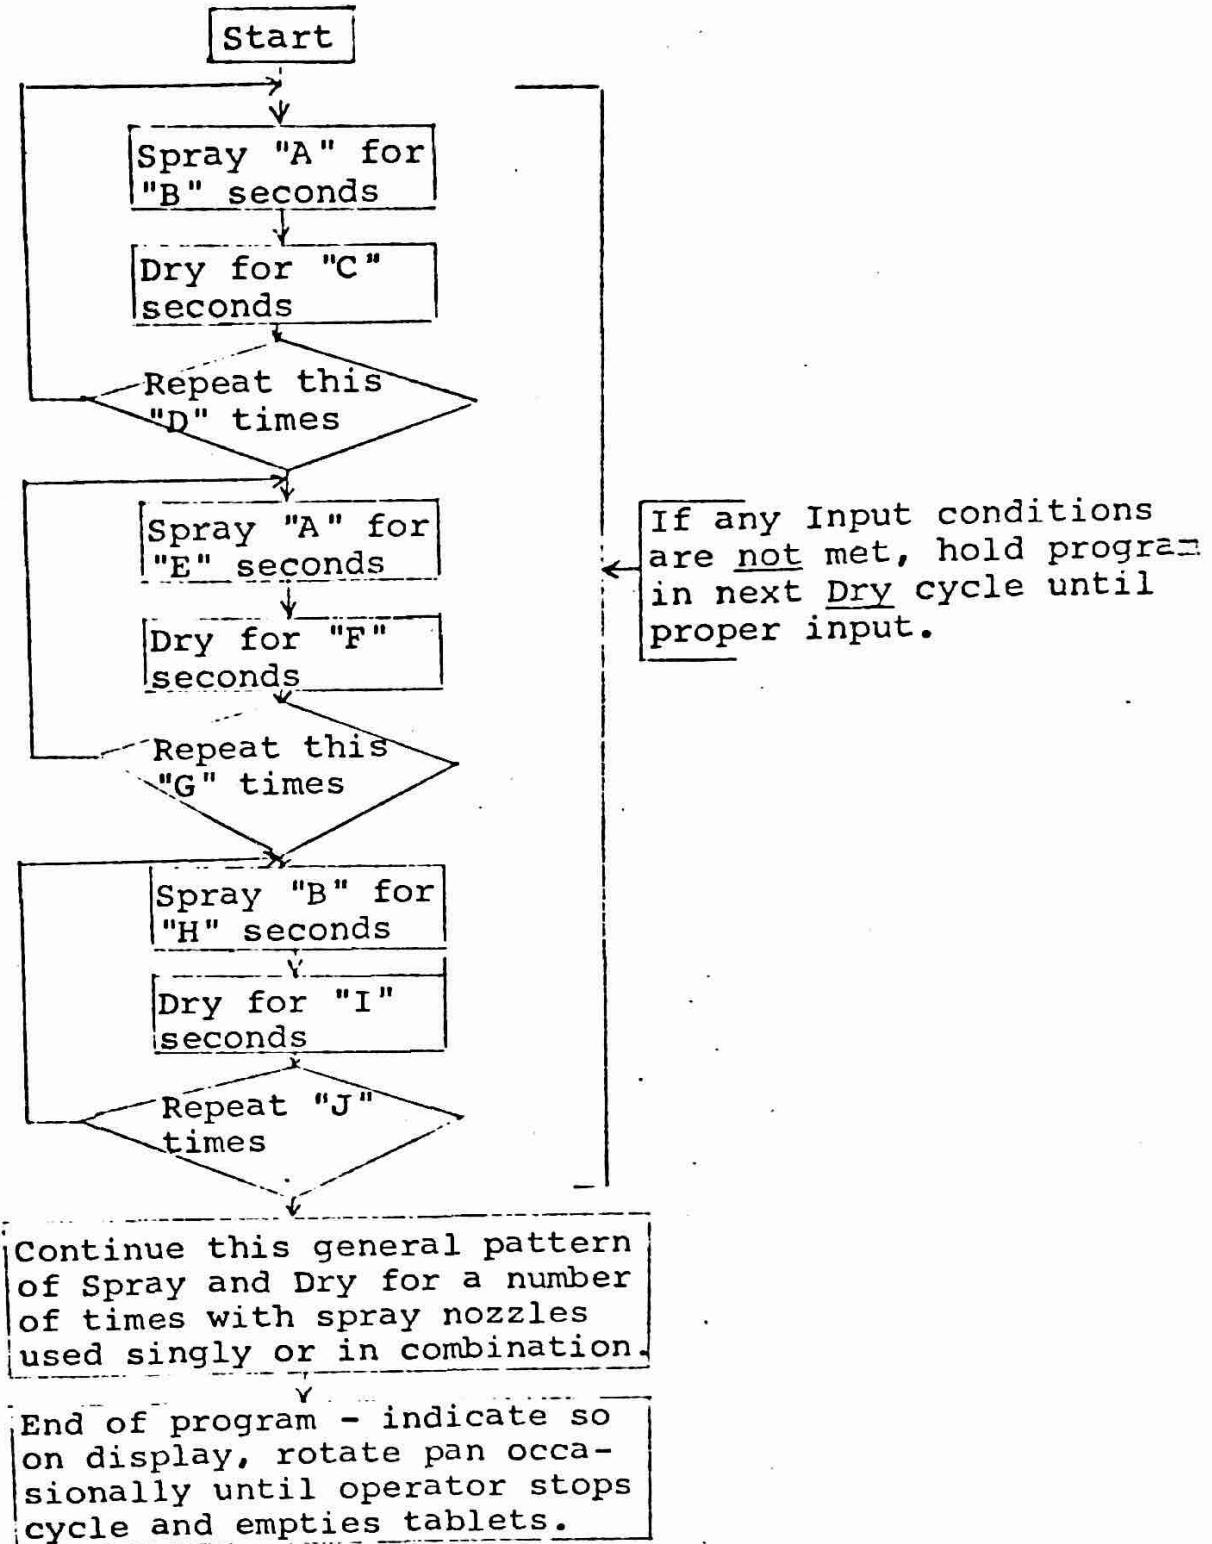 Start
Spray "A" for
"B" seconds
Dry for "C"
seconds
Repeat this
"D" times
Spray "A" for
"E" seconds
Dry for "F"
seconds
Repeat this
"G" times
Spray "B" for
"H" seconds
Dry for "I"
seconds
Repeat "J"
times
If any Input conditions
are not met, hold program
in next Dry cycle until
proper input.
Continue this general pattern
of Spray and Dry for a number
of times with spray nozzles
used singly or in combination.
End of program - indicate so
on display, rotate pan occa-
sionally until operator stops
cycle and empties tablets.